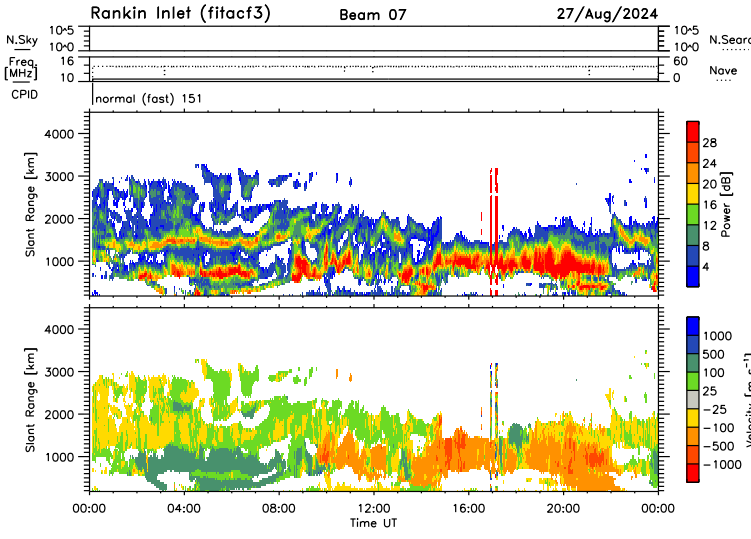 Rankin Inlet (fitacf3) Beam 07 27/Aug/2024
10^5 10^5
N.Sky N.Sear
10^0 10^0
16 60
Freq.
[MHz] Nave
10 0
CPID normal (fast) 151
4000
3000
2000
1000
Slant Range [km]
28
24
20
16
12
8
4
Power [dB]
4000
3000
2000
1000
Slant Range [km]
1000
500
100
25
-25
-100
-500
-1000
Velocity [m s-1]
00:00 04:00 08:00 12:00 16:00 20:00 00:00
Time UT